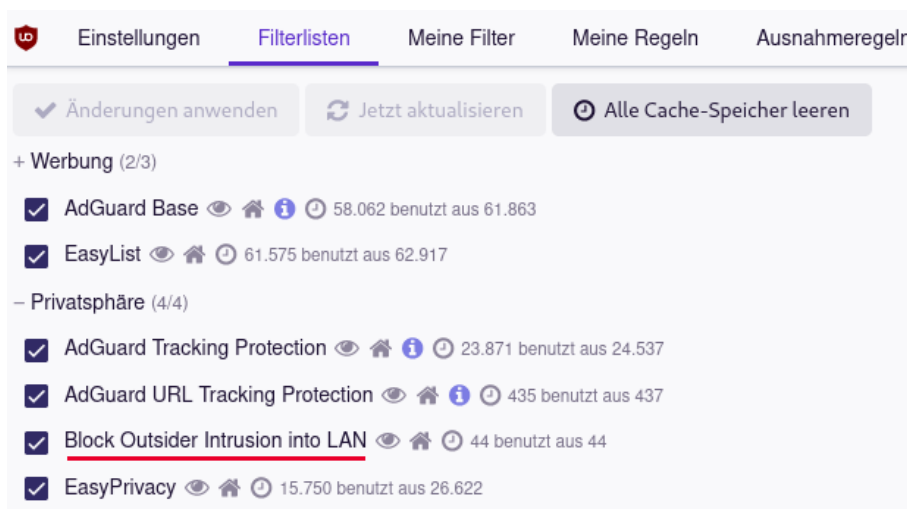 Einstellungen Filterlisten Meine Filter Meine Regeln Ausnahmeregeln
Änderungen anwenden Jetzt aktualisieren Alle Cache-Speicher leeren
+ Werbung (2/3)
AdGuard Base 58.062 benutzt aus 61.863
EasyList 61.575 benutzt aus 62.917
– Privatsphäre (4/4)
AdGuard Tracking Protection 23.871 benutzt aus 24.537
AdGuard URL Tracking Protection 435 benutzt aus 437
Block Outsider Intrusion into LAN 44 benutzt aus 44
EasyPrivacy 15.750 benutzt aus 26.622